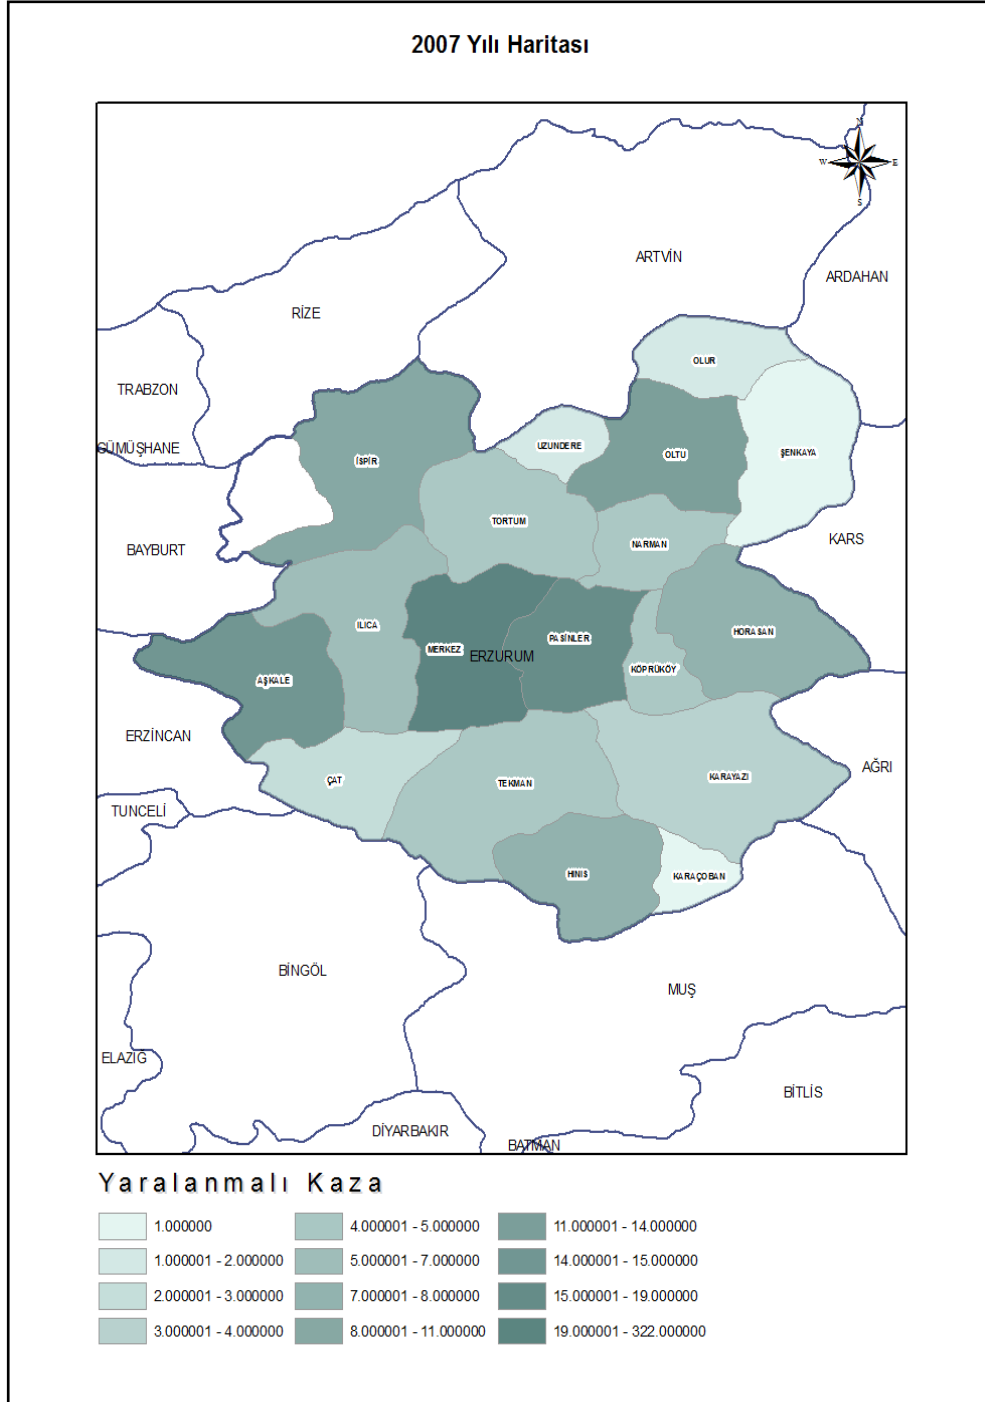 2007 Yılı Haritası
N
W E
S
ARTVİN
ARDAHAN
RİZE
OLUR
TRABZON
GÜMÜŞHANE
UZUNDERE
İSPİR
OLTU
ŞENKAYA
TORTUM
NARMAN
KARS
BAYBURT
ILICA
MERKEZ
PASİNLER
HORASAN
ERZURUM
KÖPRÜKÖY
AŞKALE
ERZİNCAN
AĞRI
ÇAT
TEKMAN
KARAYAZI
TUNCELİ
HINIS
KARAÇOBAN
BİNGÖL
MUŞ
ELAZIĞ
BİTLİS
DİYARBAKIR
BATMAN
Yaralanmalı Kaza
1.000000
1.000001 - 2.000000
2.000001 - 3.000000
3.000001 - 4.000000
4.000001 - 5.000000
5.000001 - 7.000000
7.000001 - 8.000000
8.000001 - 11.000000
11.000001 - 14.000000
14.000001 - 15.000000
15.000001 - 19.000000
19.000001 - 322.000000